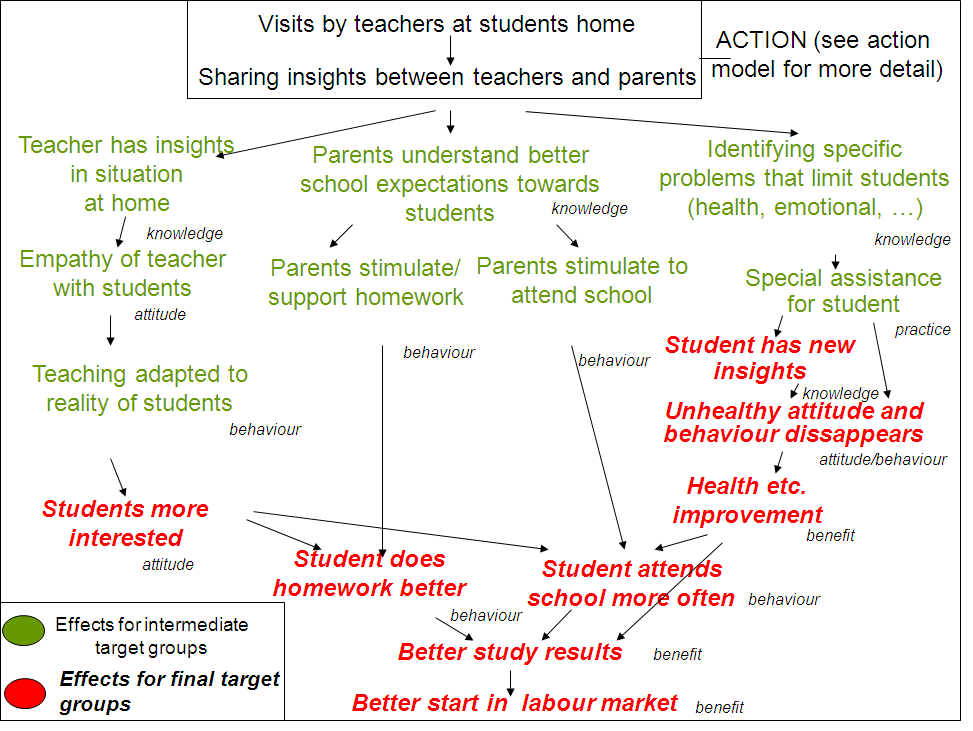 Visits by teachers at students home
Sharing insights between teachers and parents
ACTION (see action
model for more detail)
Teacher has insights
in situation
at home
knowledge
Empathy of teacher
with students
attitude
Teaching adapted to
reality of students
behaviour
Students more
interested
attitude
Parents understand better
school expectations towards
students
knowledge
Parents stimulate/
support homework
behaviour
Parents stimulate to
attend school
behaviour
Identifying specific
problems that limit students
(health, emotional, …)
knowledge
Special assistance
for student
practice
Student has new
insights
knowledge
Unhealthy attitude and
behaviour dissappears
attitude/behaviour
Health etc.
improvement
benefit
Student does
homework better
behaviour
Student attends
school more often
behaviour
Better study results
benefit
Better start in labour market
benefit
Effects for intermediate
target groups
Effects for final target
groups